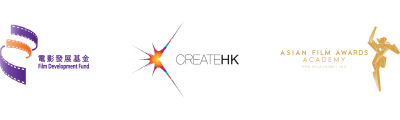 電影發展基金
Film Development Fund
CREATEHK
ASIAN FILM AWARDS
ACADEMY